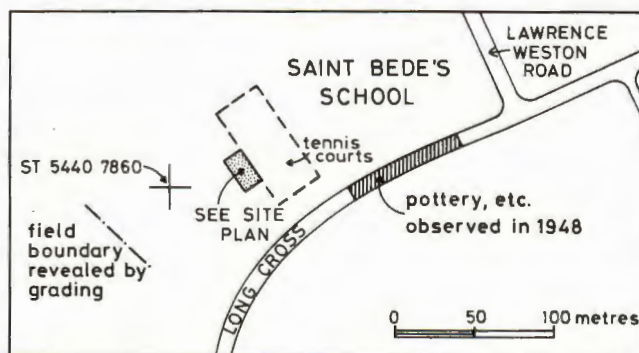 LAWRENCE
WESTON
ROAD
SAINT BEDE'S
SCHOOL
tennis
courts
ST 5440 7860
SEE SITE
PLAN
pottery, etc.
observed in 1948
field
boundary
revealed by
grading
LONG CROSS
0 50 100 metres